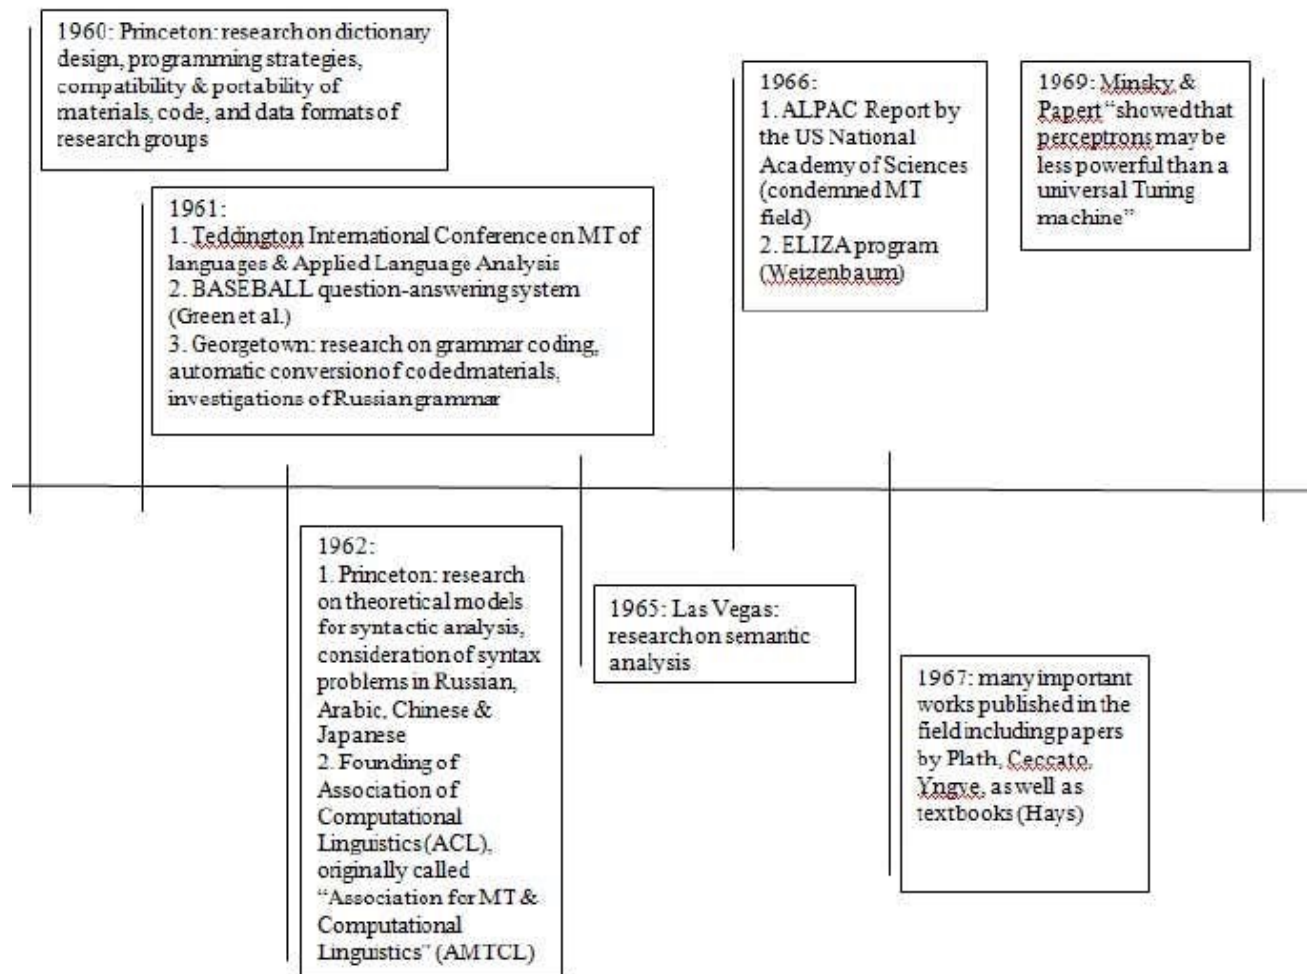 1960: Princeton: research on dictionary
design, programming strategies,
compatibility & portability of
materials, code, and data formats of
research groups
1961:
1. Teddington International Conference on MT of
languages & Applied Language Analysis
2. BASEBALL question-answering system
(Green et al.)
3. Georgetown: research on grammar coding,
automatic conversion of coded materials,
investigations of Russian grammar
1962:
1. Princeton: research
on theoretical models
for syntactic analysis,
consideration of syntax
problems in Russian,
Arabic, Chinese &
Japanese
2. Founding of
Association of
Computational
Linguistics (ACL),
originally called
“Association for MT &
Computational
Linguistics” (AMTCL)
1965: Las Vegas:
research on semantic
analysis
1966:
1. ALPAC Report by
the US National
Academy of Sciences
(condemned MT
field)
2. ELIZA program
(Weizenbaum)
1967: many important
works published in the
field including papers
by Plath, Ceccato,
Yngve, as well as
textbooks (Hays)
1969: Minsky &
Papert “showed that
perceptrons may be
less powerful than a
universal Turing
machine”